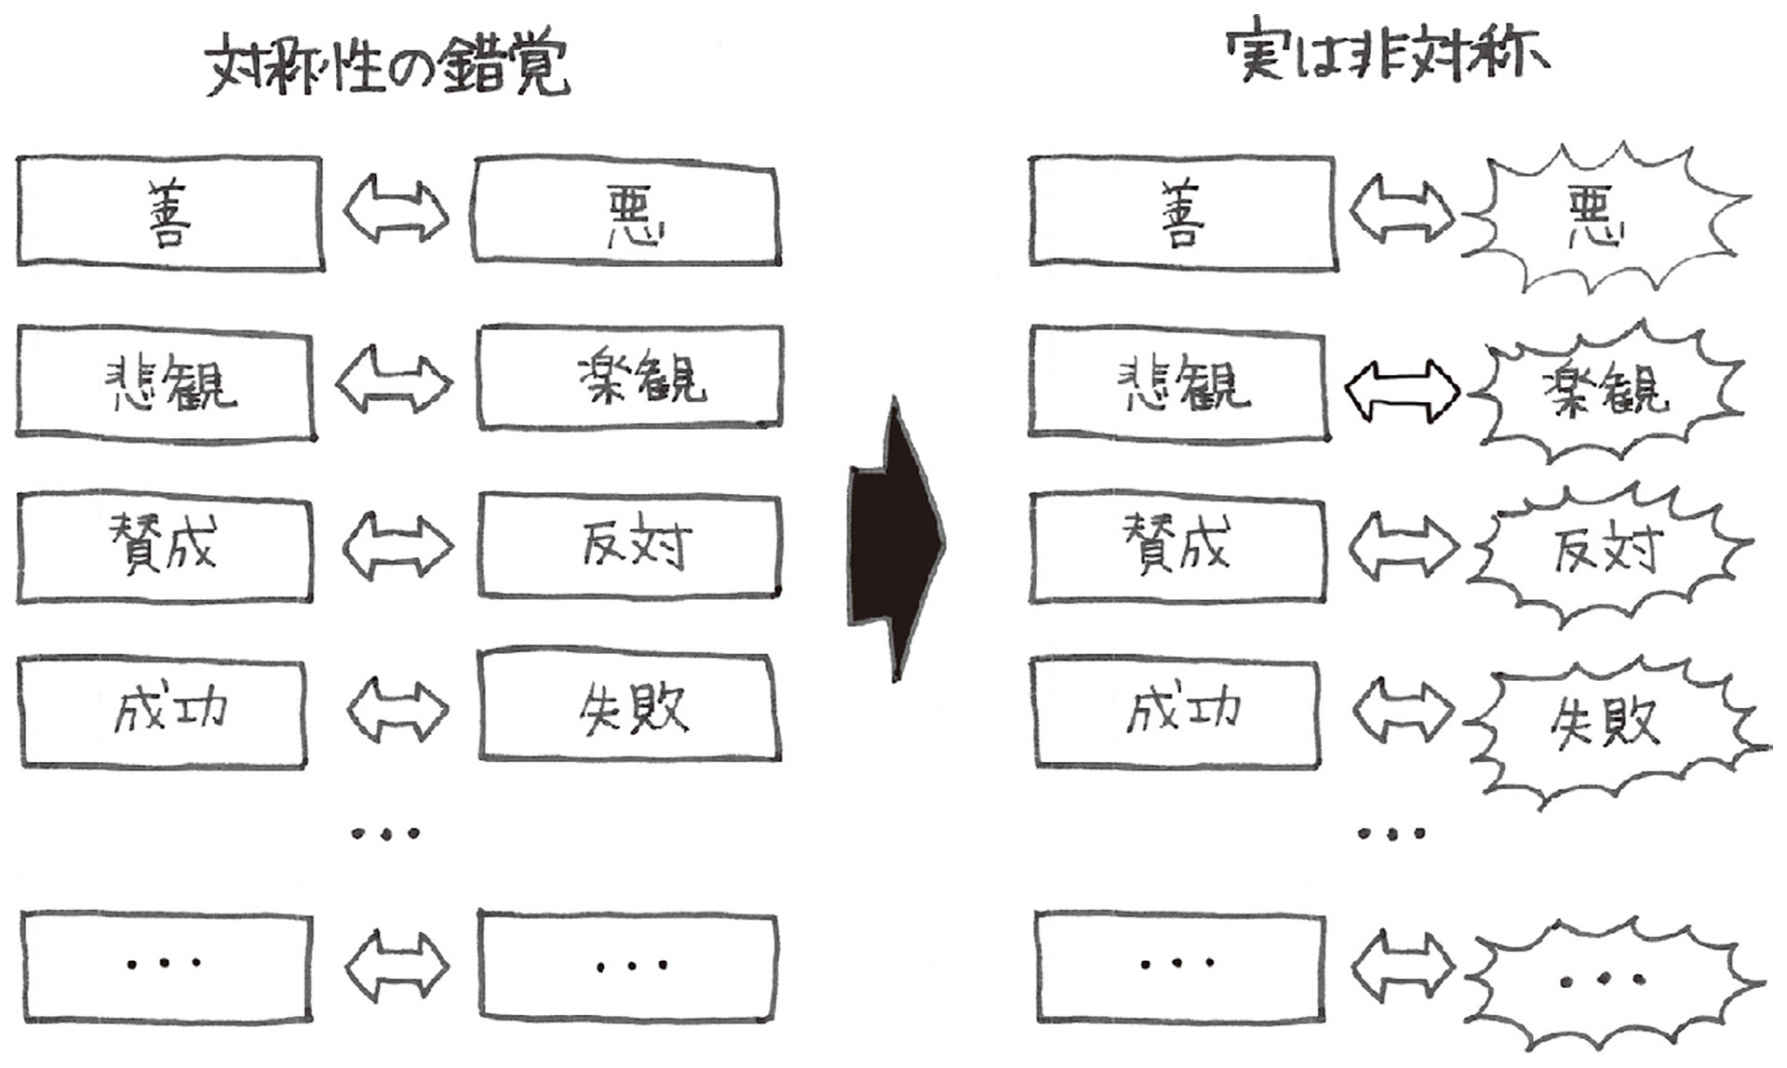 対称性の錯覚
善
悪
悲観
楽観
賛成
反対
成功
失敗
…
…
…
実は非対称
善
悪
悲観
楽観
賛成
反対
成功
失敗
…
…
…